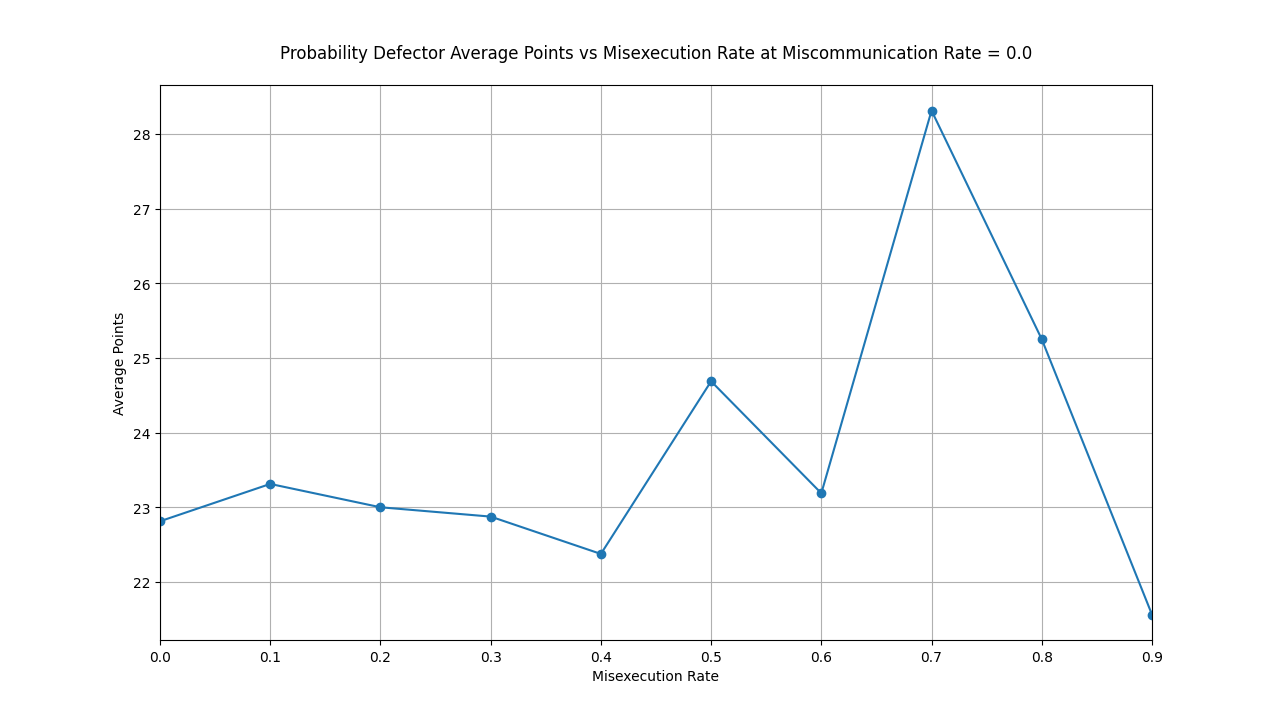 Probability Defector Average Points vs Misexecution Rate at Miscommunication Rate = 0.0
28
27
26
25
24
23
22
Average Points
0.0 0.1 0.2 0.3 0.4 0.5 0.6 0.7 0.8 0.9
Misexecution Rate